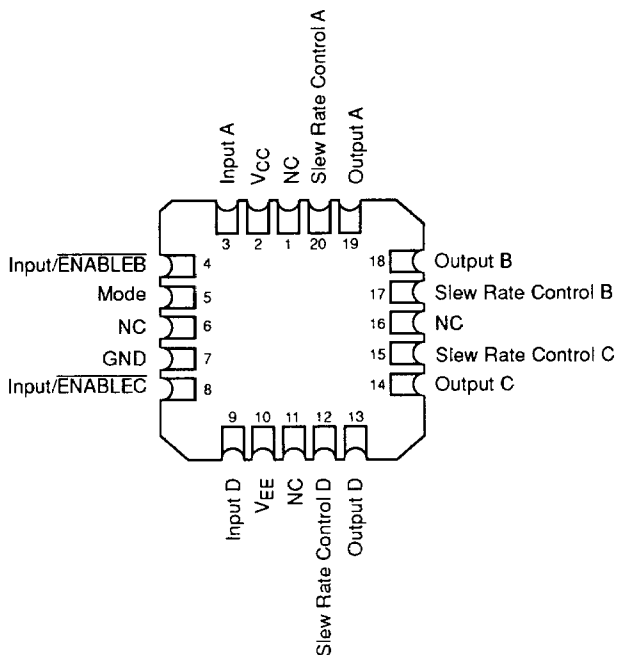 Input A
VCC
NC
Slew Rate Control A
Output A
3
2
1
20
19
Input/ENABLEB
4
Mode
5
NC
6
GND
7
Input/ENABLEC
8
18
Output B
17
Slew Rate Control B
16
NC
15
Slew Rate Control C
14
Output C
9
10
11
12
13
Input D
VEE
NC
Slew Rate Control D
Output D